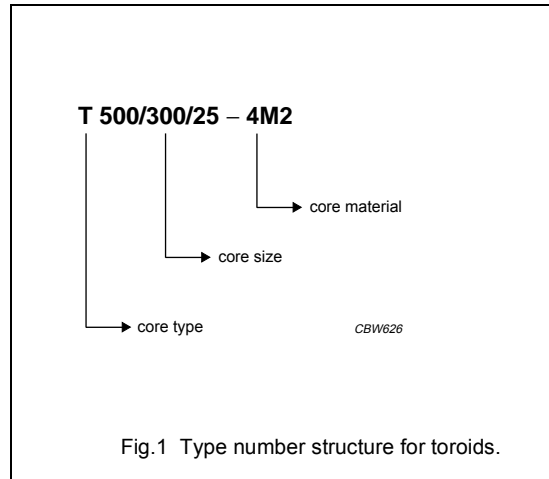 T 500/300/25 – 4M2
core material
core size
core type
CBW626
Fig.1 Type number structure for toroids.